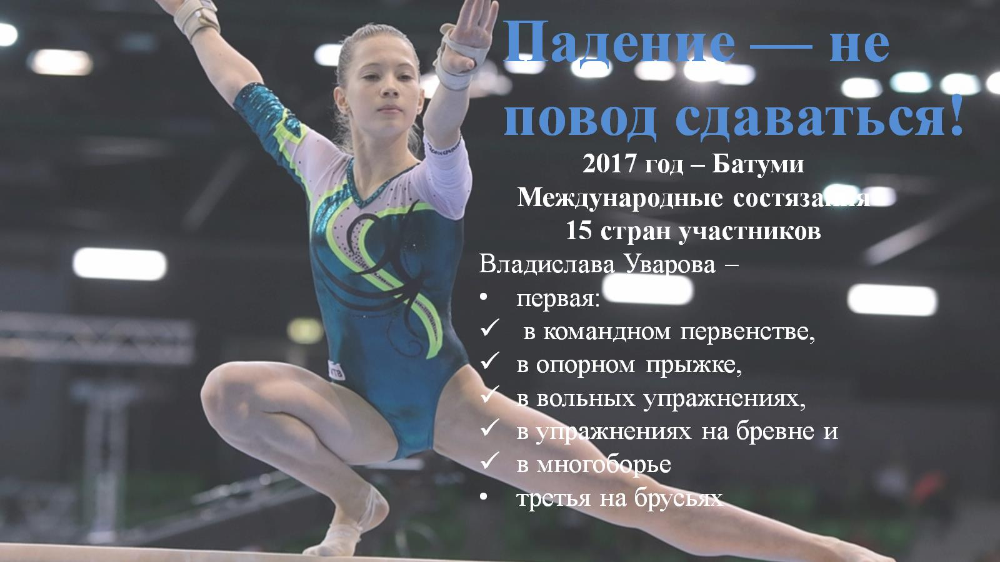 Падение — не
повод сдаваться!
2017 год – Батуми
Международные состязания
15 стран участников
Владислава Уварова –
• первая:
✓ в командном первенстве,
✓ в опорном прыжке,
✓ в вольных упражнениях,
✓ в упражнениях на бревне и
✓ в многоборье
• третья на брусьях
VTB